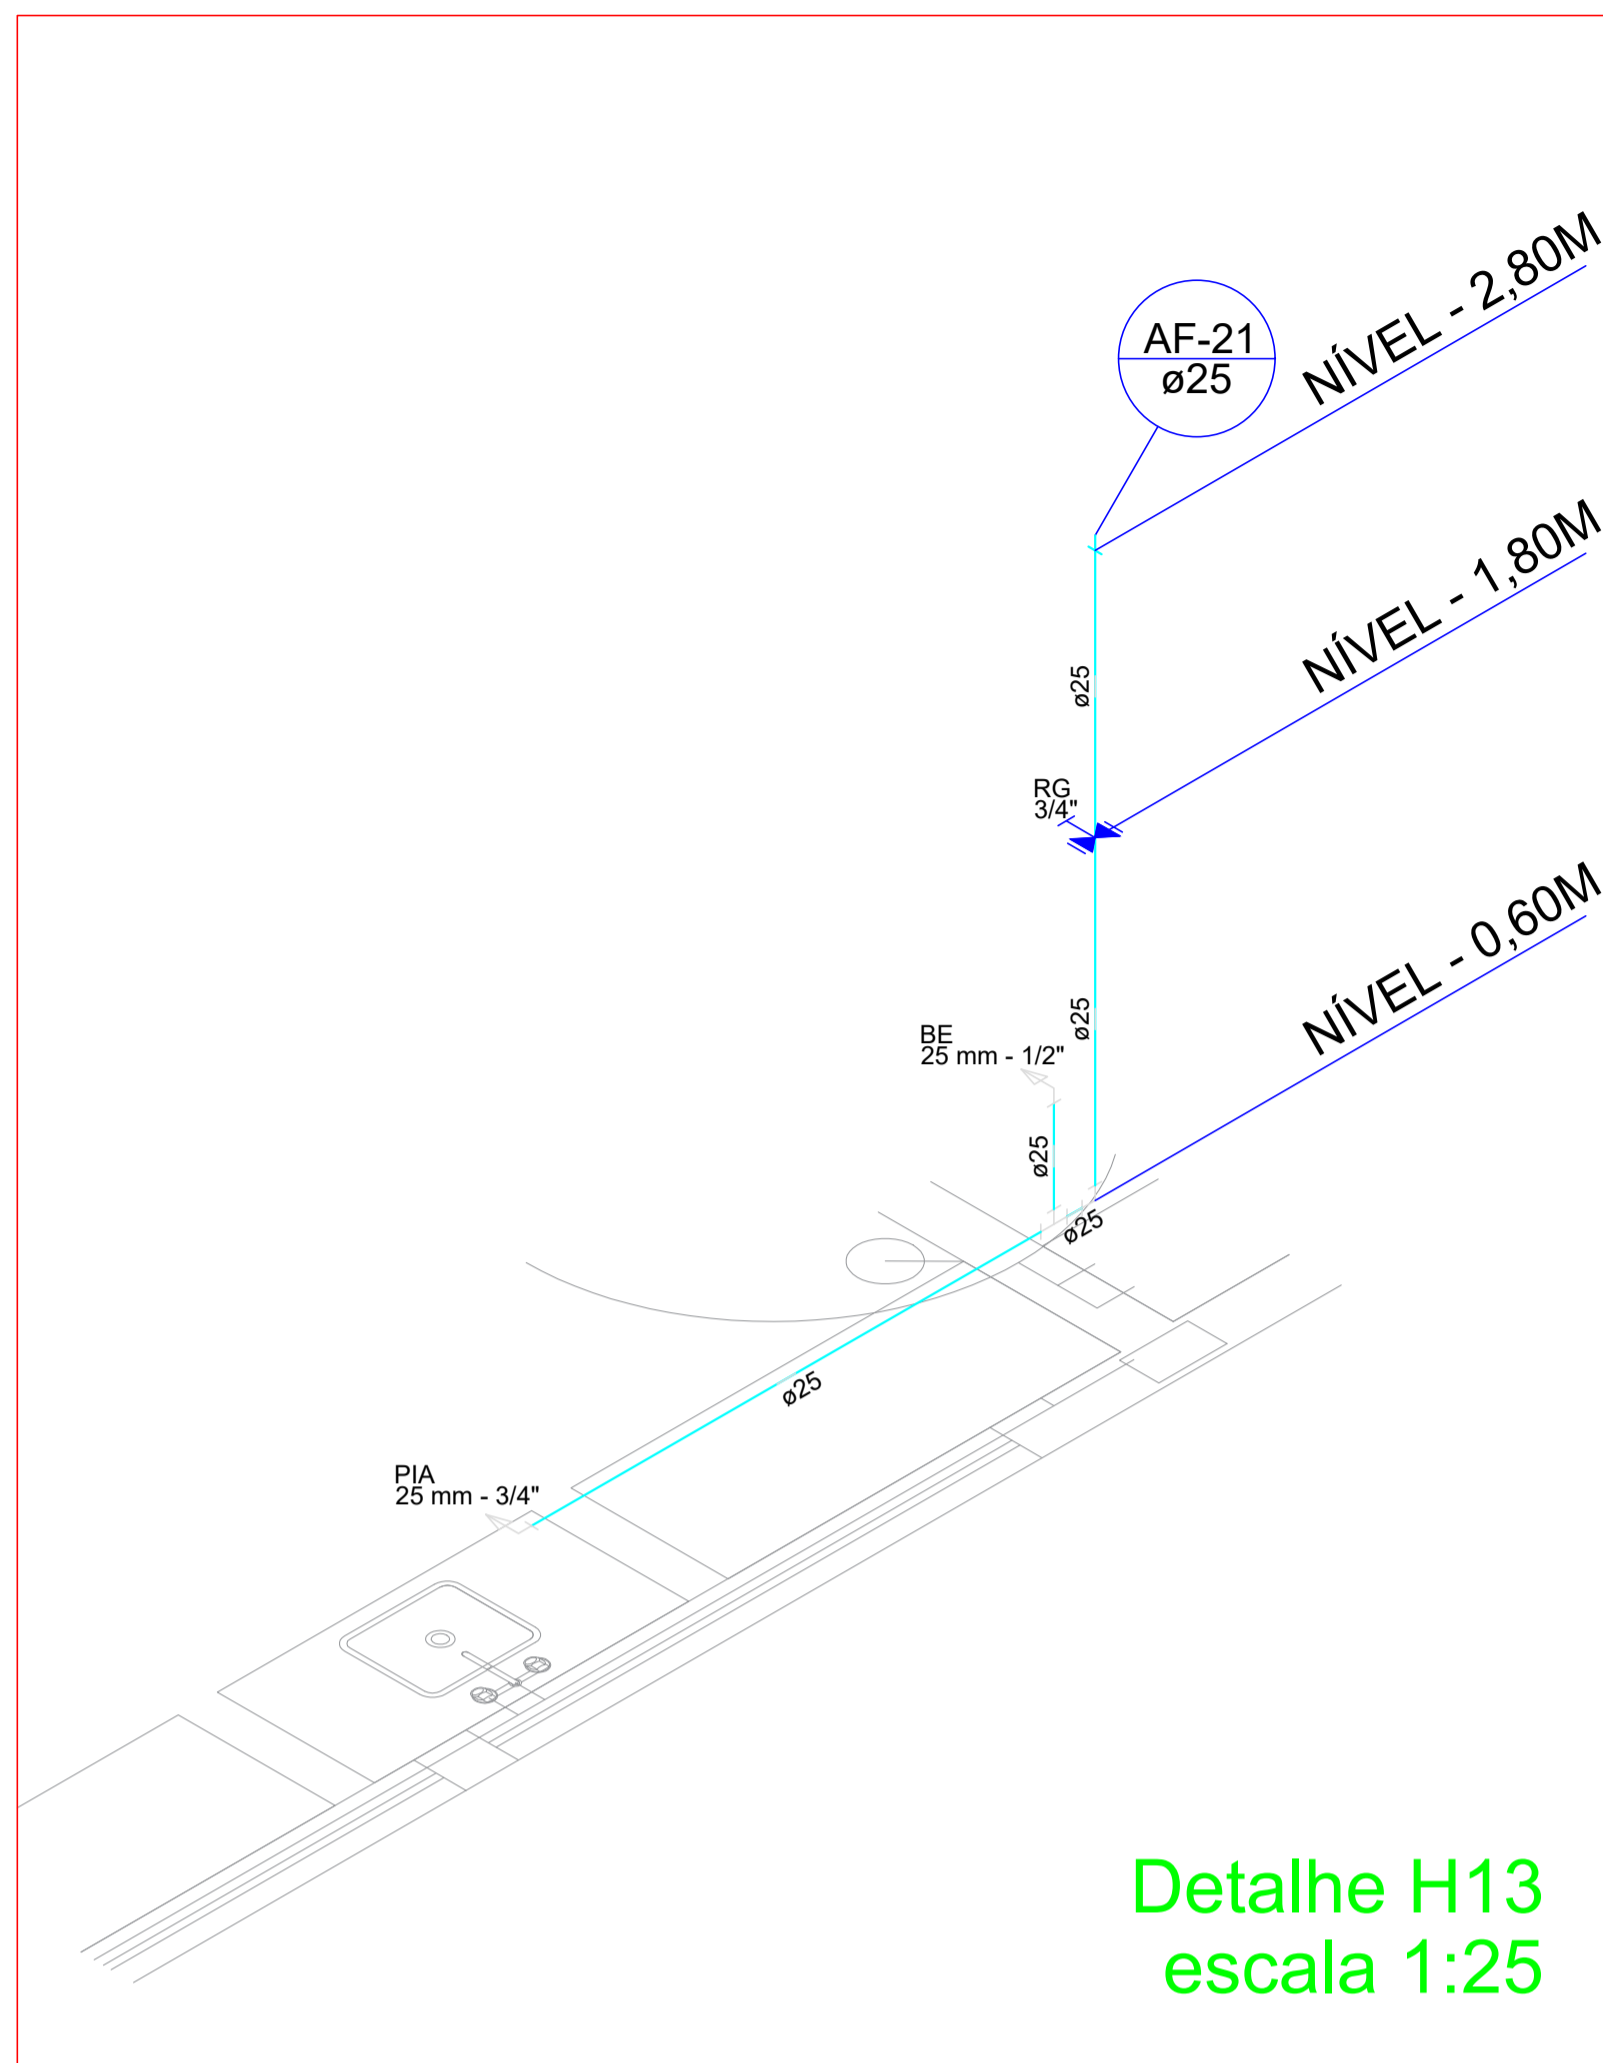 NÍVEL - 2,80M
AF-21
ø25
NÍVEL - 1,80M
ø25
RG
3/4"
NÍVEL - 0,60M
ø25
BE
25 mm - 1/2"
ø25
ø25
ø25
PIA
25 mm - 3/4"
Detalhe H13
escala 1:25